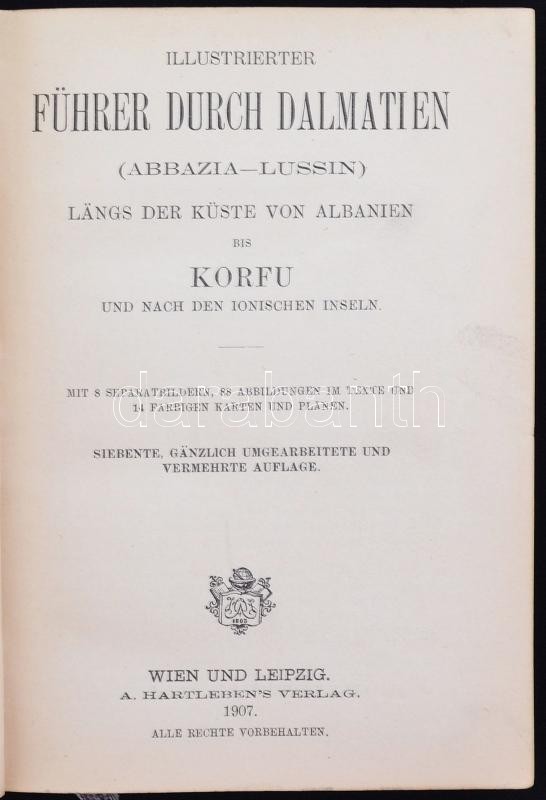 ILLUSTRIERTER
FÜHRER DURCH DALMATIEN
(ABBAZIA—LUSSIN)
LÄNGS DER KÜSTE VON ALBANIEN
BIS
KORFU
UND NACH DEN IONISCHEN INSELN.
MIT 8 SEPARATBILDERN, 88 ABBILDUNGEN IM TEXTE UND
14 FARBIGEN KARTEN UND PLÄNEN.
darabanth
SIEBENTE, GÄNZLICH UMGEARBEITETE UND
VERMEHRTE AUFLAGE.
1803
WIEN UND LEIPZIG.
A. HARTLEBEN'S VERLAG.
1907.
ALLE RECHTE VORBEHALTEN.